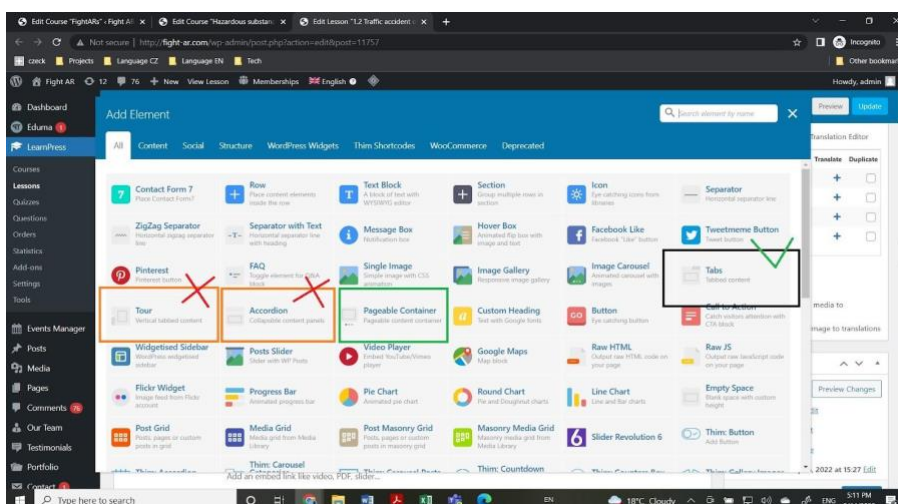 Edit Course "FightARs" ‹ Fight AR
Edit Course "Hazardous substan
Edit Lesson "1.2 Traffic accident
Not secure | http://fight-ar.com/wp-admin/post.php?action=edit&post=11757
Incognito
czeck
Projects
Language CZ
Language EN
Tech
Other bookmar
Fight AR
12
76
+ New
View Lesson
Memberships
English
Howdy, admin
Dashboard
Eduma 1
LearnPress
Courses
Lessons
Quizzes
Questions
Orders
Statistics
Add-ons
Settings
Tools
Events Manager
Posts
Media
Pages
Comments 76
Our Team
Testimonials
Portfolio
Contact
Add Element
Search element by name
All
Content
Social
Structure
WordPress Widgets
Thim Shortcodes
WooCommerce
Deprecated
Contact Form 7
Place Contact Form7
Row
Place content elements inside the row
Text Block
A block of text with WYSIWYG editor
Section
Group multiple rows in section
Icon
Eye catching icons from libraries
Separator
Horizontal separator line
ZigZag Separator
Horizontal zigzag separator line
Separator with Text
Horizontal separator line with heading
Message Box
Notification box
Hover Box
Animated flip box with image and text
Facebook Like
Facebook "Like" button
Tweetmeme Button
Tweet button
Pinterest
Pinterest button
FAQ
Toggle element for Q&A block
Single Image
Simple image with CSS animation
Image Gallery
Responsive image gallery
Image Carousel
Animated carousel with images
Tabs
Tabbed content
Tour
Vertical tabbed content
Accordion
Collapsible content panels
Pageable Container
Pageable content container
Custom Heading
Text with Google fonts
Button
Eye catching button
Call to Action
Catch visitors attention with CTA block
Widgetised Sidebar
WordPress widgetised sidebar
Posts Slider
Slider with WP Posts
Video Player
Embed YouTube/Vimeo player
Google Maps
Map block
Raw HTML
Output raw HTML code on your page
Raw JS
Output raw JavaScript code on your page
Flickr Widget
Image feed from Flickr account
Progress Bar
Animated progress bar
Pie Chart
Animated pie chart
Round Chart
Pie and Doughnut charts
Line Chart
Line and Bar charts
Empty Space
Blank space with custom height
Post Grid
Posts, pages or custom posts in grid
Media Grid
Media grid from Media Library
Post Masonry Grid
Posts, pages or custom posts in masonry grid
Masonry Media Grid
Masonry media grid from Media Library
Slider Revolution 6
Thim: Button
Add Button
Thim: Accordion
Thim: Carousel
Thim: Countdown
Add an embed link like video, PDF, slider...
Preview
Update
Translation Editor
Translate
Duplicate
media to
mage to translations
Preview Changes
2022 at 15:27 Edit
Type here to search
EN
18°C Cloudy
ENG
5:11 PM